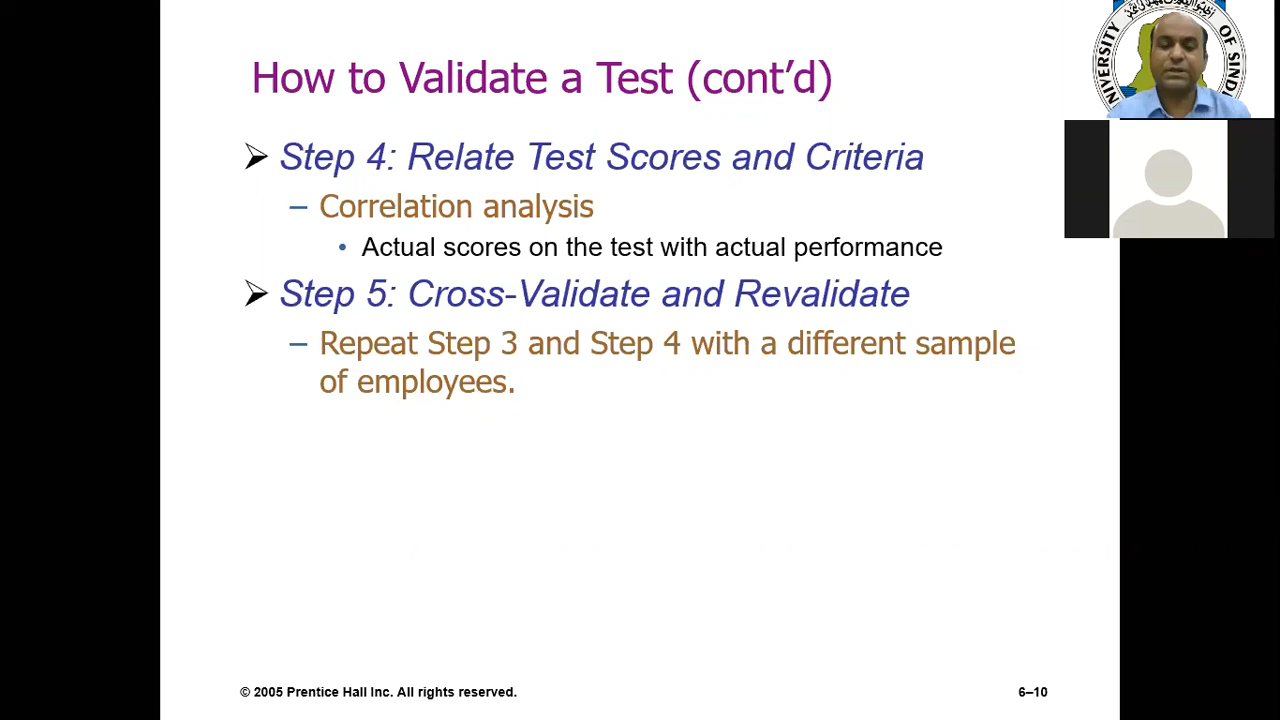 How to Validate a Test (cont’d)
Step 4: Relate Test Scores and Criteria
– Correlation analysis
• Actual scores on the test with actual performance
Step 5: Cross-Validate and Revalidate
– Repeat Step 3 and Step 4 with a different sample
of employees.
© 2005 Prentice Hall Inc. All rights reserved.
6–10
OF SIND